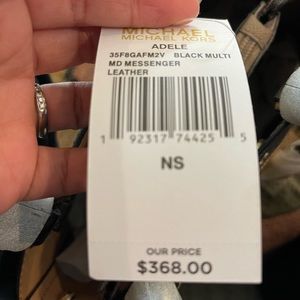 MICHAEL
MICHAEL KORS
ADELE
35F8GAFM2V BLACK MULTI
MD MESSENGER
LEATHER
1 92317 74425 5
NS
OUR PRICE
$368.00